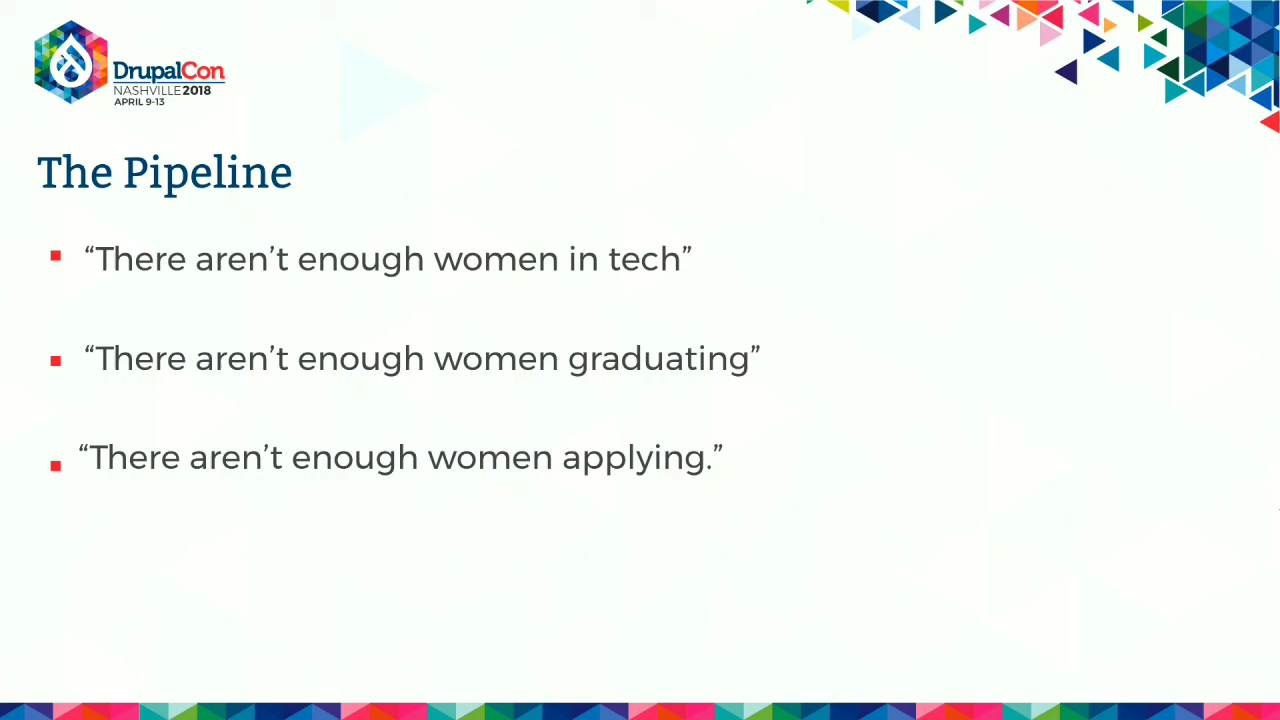 DrupalCon
NASHVILLE 2018
APRIL 9-13
The Pipeline
“There aren’t enough women in tech”
“There aren’t enough women graduating”
“There aren’t enough women applying.”